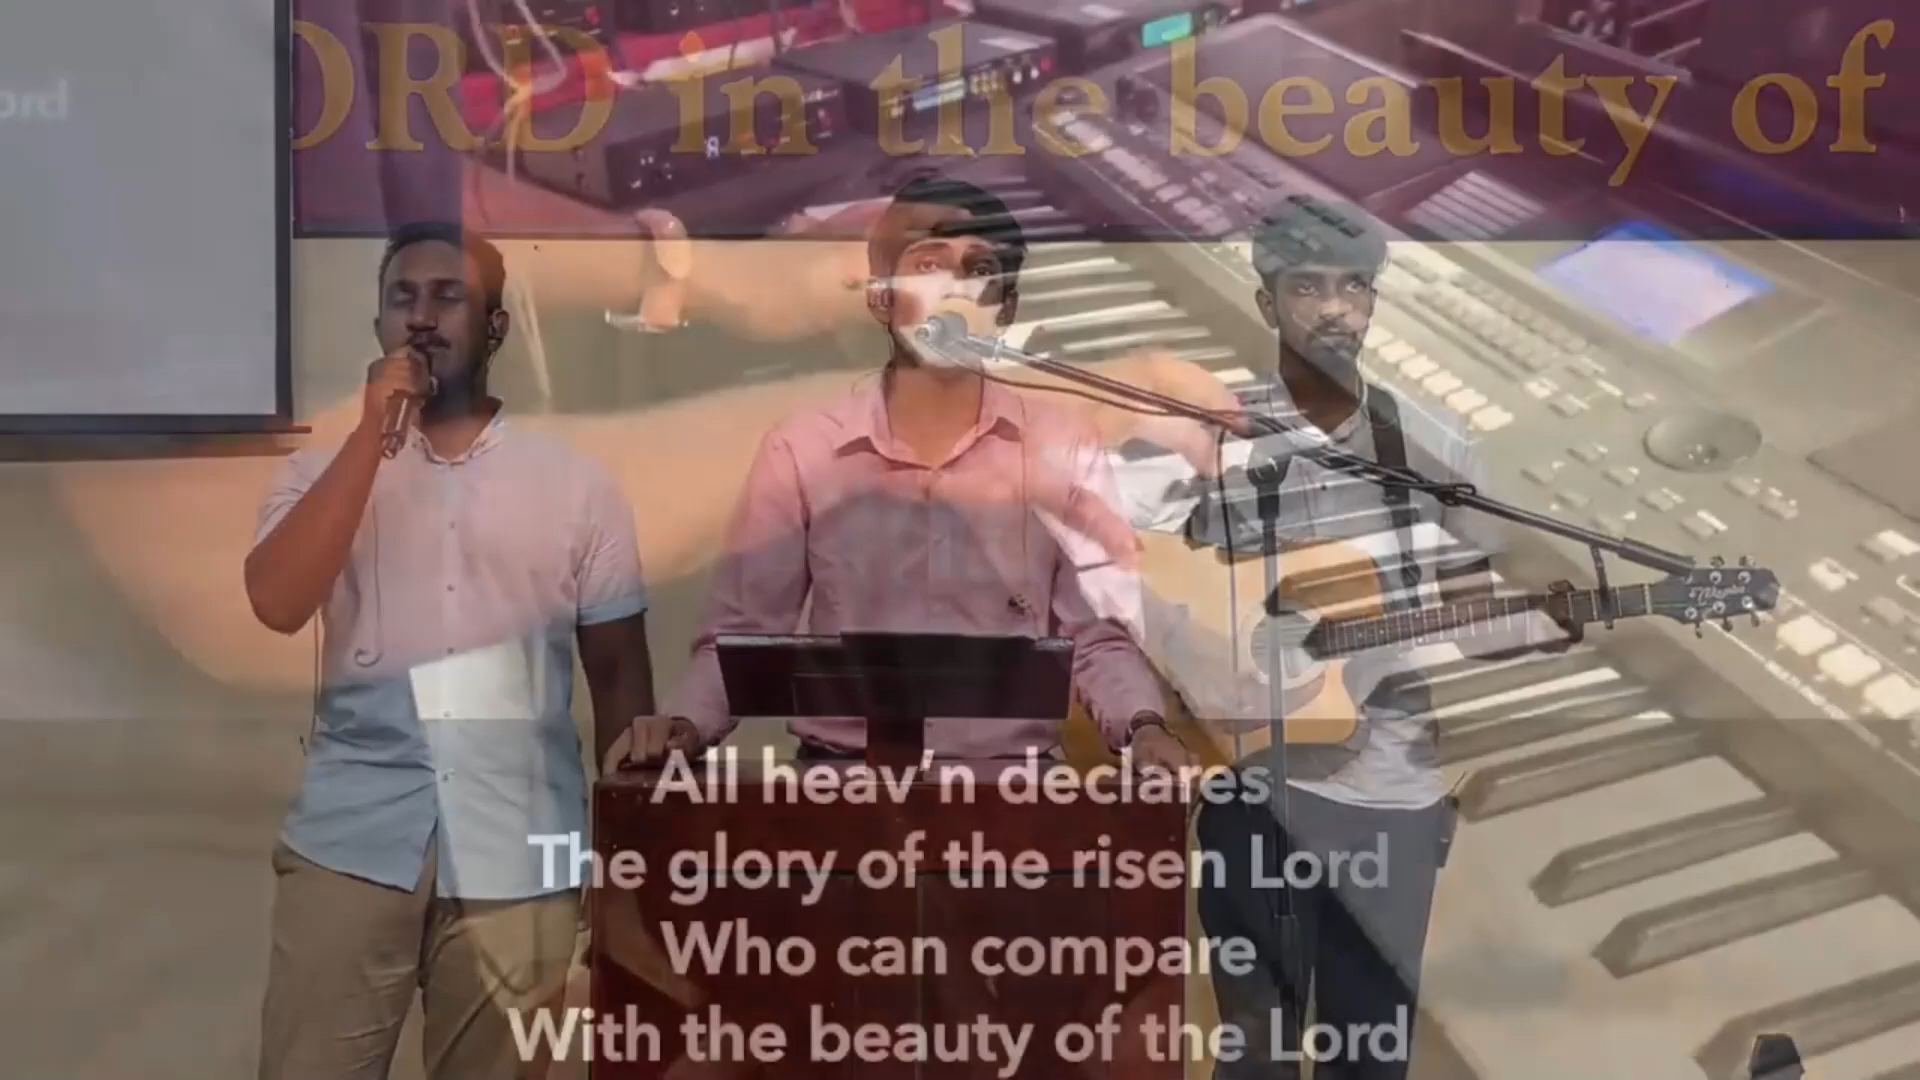 ORD in the beauty of
ord
All heav'n declares
The glory of the risen Lord
Who can compare
With the beauty of the Lord